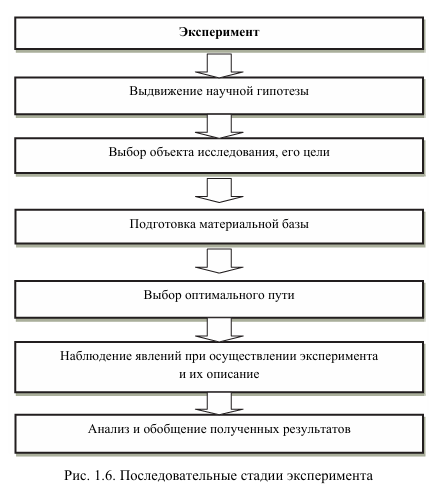 Эксперимент
Выдвижение научной гипотезы
Выбор объекта исследования, его цели
Подготовка материальной базы
Выбор оптимального пути
Наблюдение явлений при осуществлении эксперимента
и их описание
Анализ и обобщение полученных результатов
Рис. 1.6. Последовательные стадии эксперимента